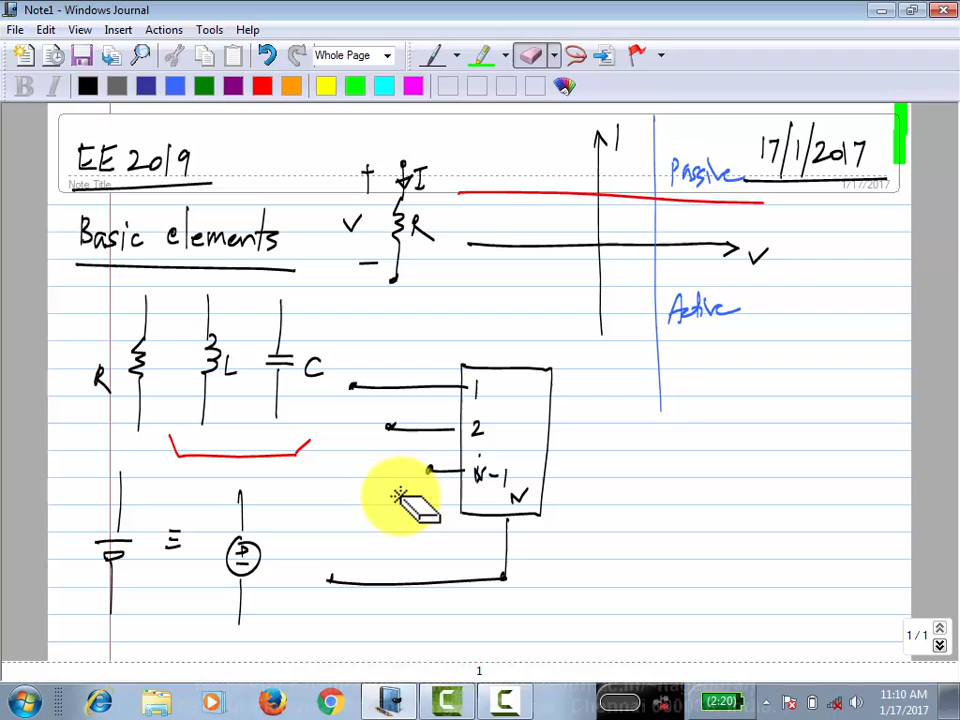 Note1 - Windows Journal
File Edit View Insert Actions Tools Help
Whole Page
B I
EE 2019
Note Title
17/1/2017
1/17/2017
Basic elements
+ I
V R
-
I
V
Passive
Active
R L C
1
2
N-1
N
≡
+
-
1 / 1
1
(2:20)
11:10 AM
1/17/2017